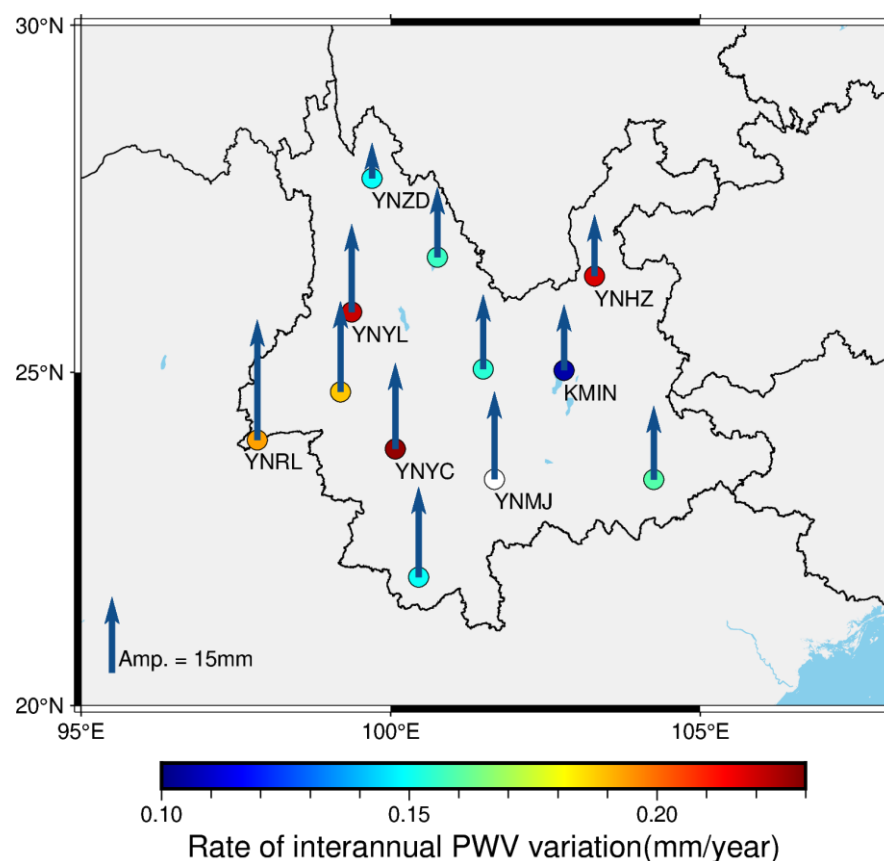 30°N
YNZD
YNHZ
YNYL
25°N
KMIN
YNRL
YNYC
YNMJ
Amp. = 15mm
20°N
95°E 100°E 105°E
0.10 0.15 0.20
Rate of interannual PWV variation(mm/year)